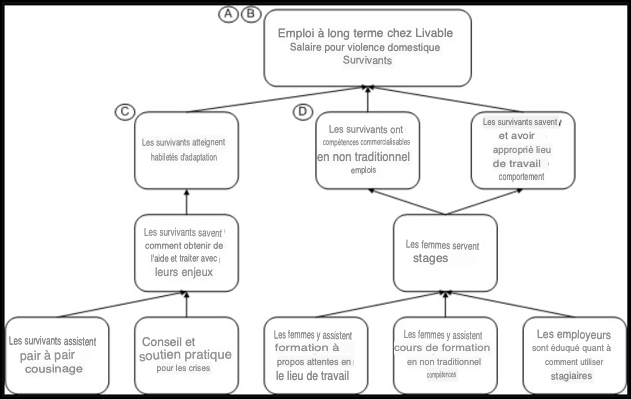 A B
Emploi à long terme chez Livable
Salaire pour violence domestique
Survivants
C
Les survivants atteignent
habiletés d'adaptation
D
Les survivants ont
compétences commercialisables
en non traditionnel
emplois
Les survivants savent
et avoir
approprié lieu
de travail
comportement
Les survivants savent
comment obtenir de
l'aide et traiter avec
leurs enjeux
Les femmes servent
stages
Les survivants assistent
pair à pair
cousinage
Conseil et
soutien pratique
pour les crises
Les femmes y assistent
formation à
propos attentes en
le lieu de travail
Les femmes y assistent
cours de formation
en non traditionnel
compétences
Les employeurs
sont éduqué quant à
comment utiliser
stagiaires